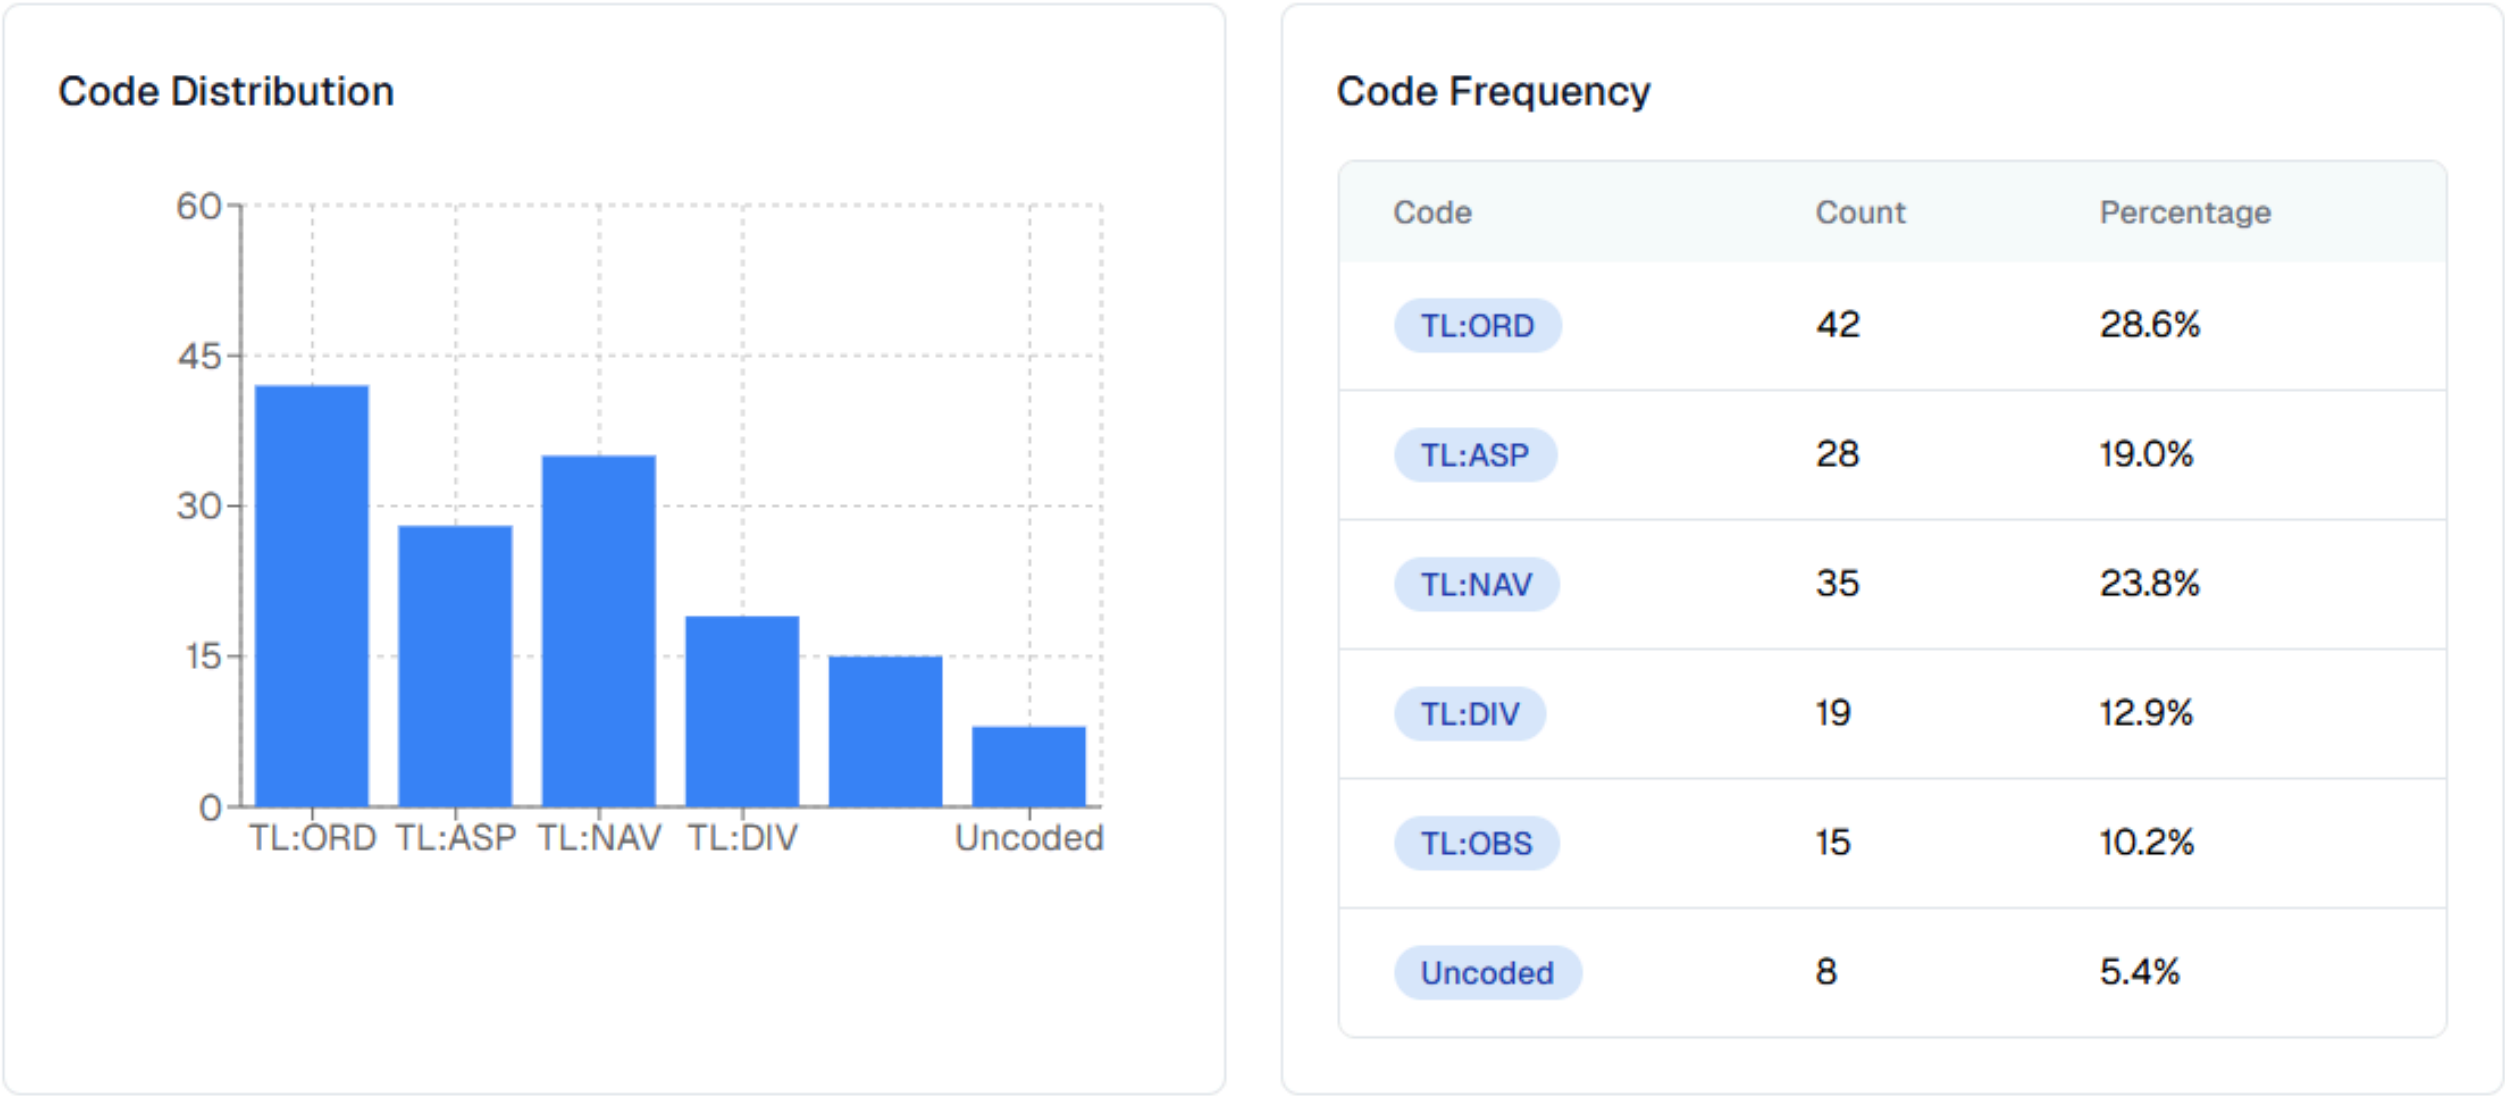 Code Distribution
60
45
30
15
0
TL:ORD TL:ASP TL:NAV TL:DIV Uncoded
Code Frequency
Code Count Percentage
TL:ORD 42 28.6%
TL:ASP 28 19.0%
TL:NAV 35 23.8%
TL:DIV 19 12.9%
TL:OBS 15 10.2%
Uncoded 8 5.4%